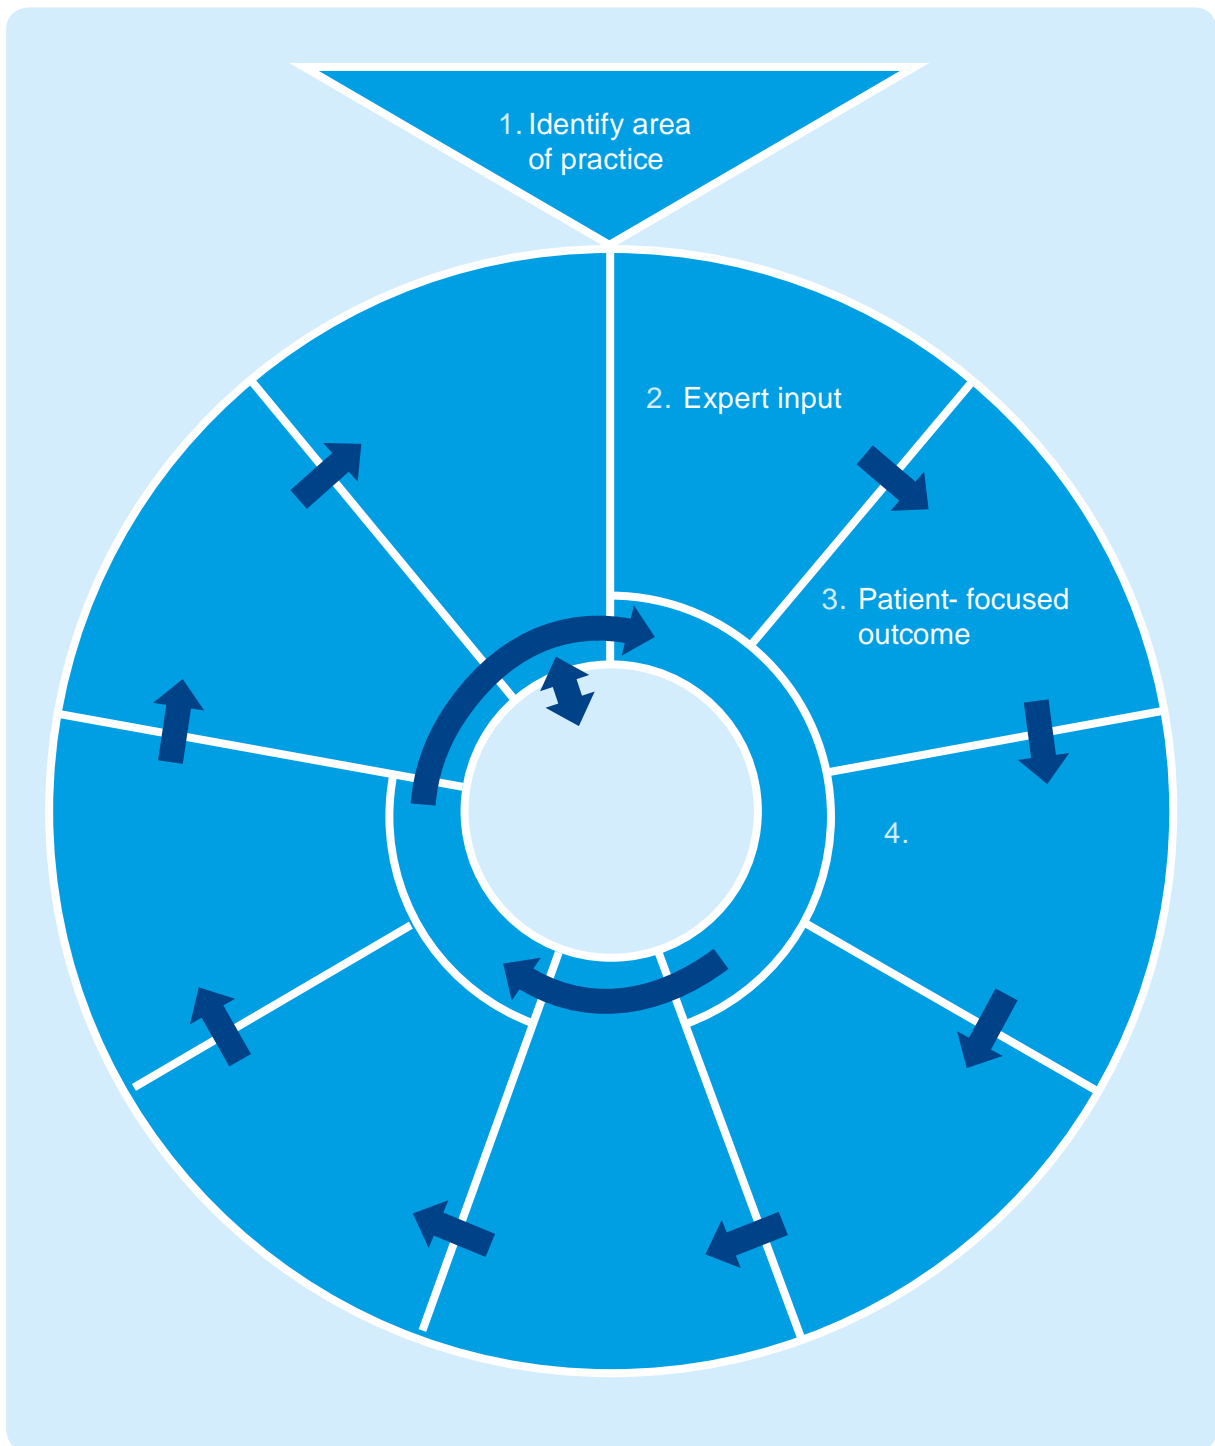 1. Identify area
of practice
2. Expert input
3. Patient- focused
outcome
4.